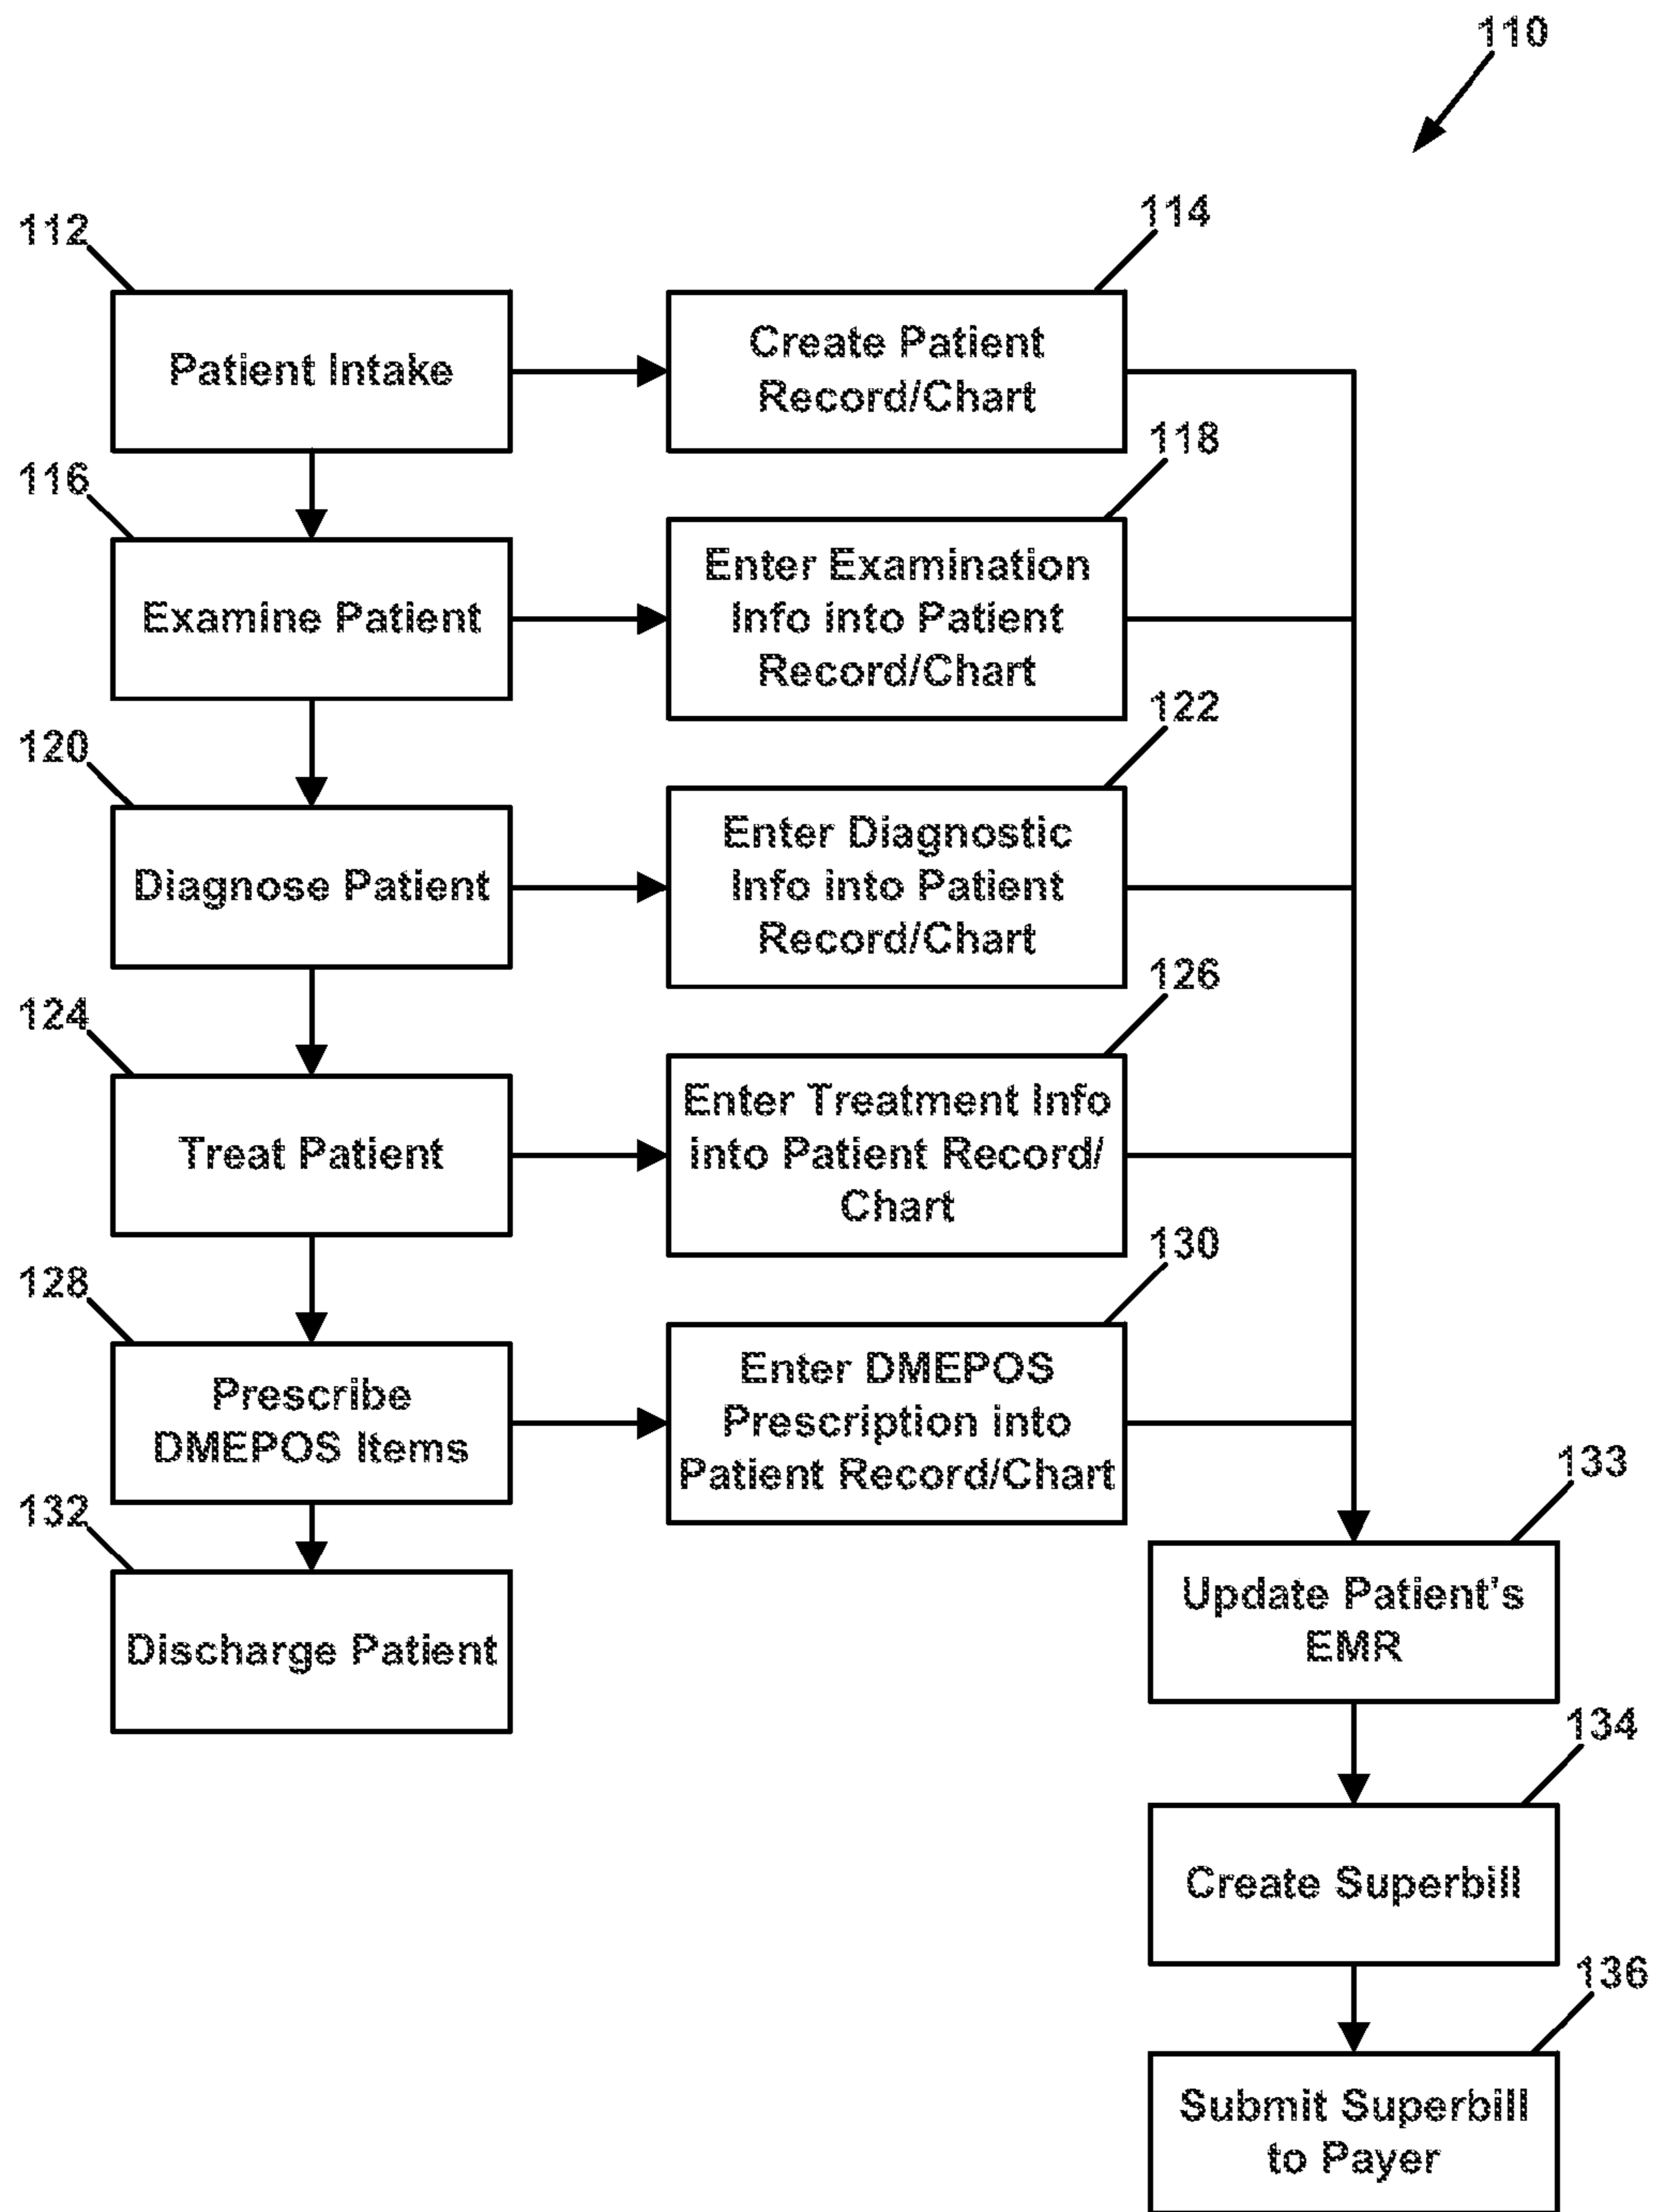 110
112
114
Patient Intake
Create Patient
Record/Chart
116
118
Examine Patient
Enter Examination
Info into Patient
Record/Chart
120
122
Diagnose Patient
Enter Diagnostic
Info into Patient
Record/Chart
124
126
Treat Patient
Enter Treatment Info
into Patient Record/
Chart
128
130
Prescribe
DMEPOS Items
Enter DMEPOS
Prescription into
Patient Record/Chart
132
133
Discharge Patient
Update Patient's
EMR
134
Create Superbill
136
Submit Superbill
to Payer